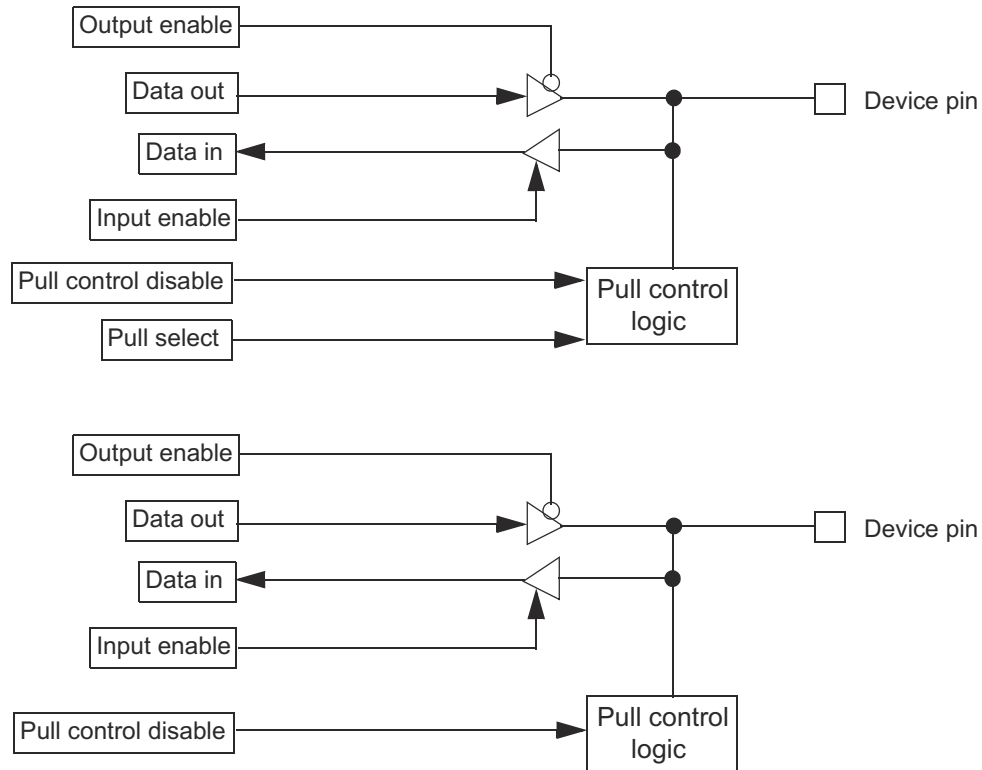 Output enable
Data out
Device pin
Data in
Input enable
Pull control disable
Pull control
logic
Pull select
Output enable
Data out
Device pin
Data in
Input enable
Pull control disable
Pull control
logic